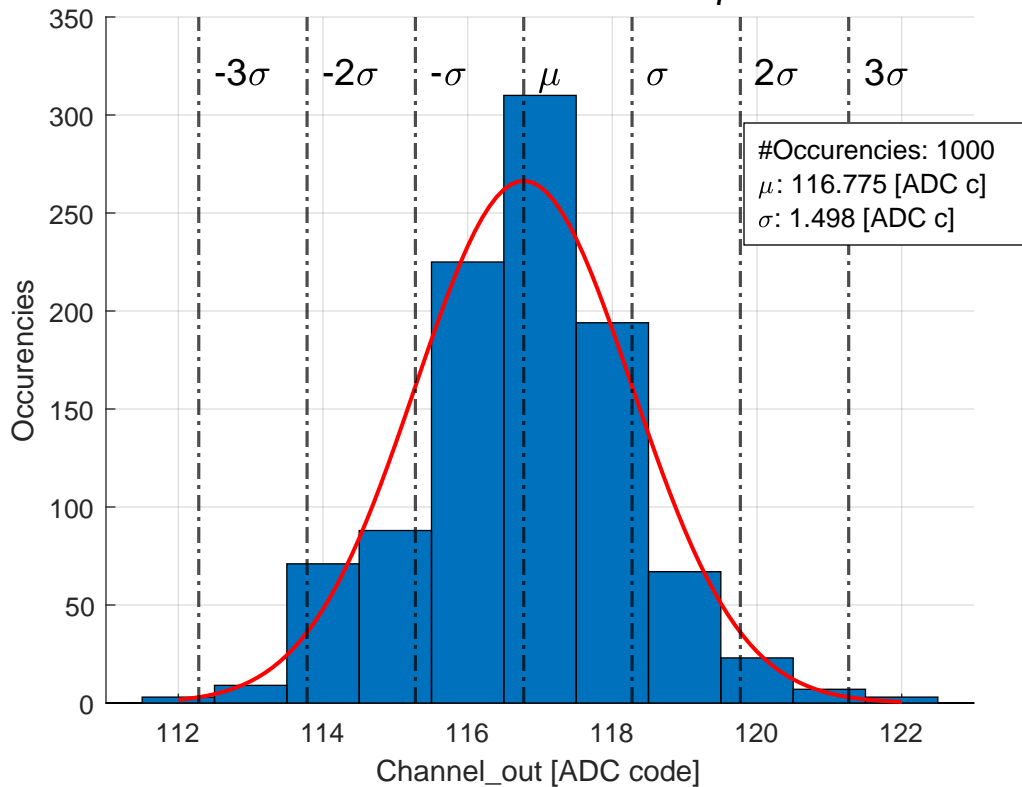 350
300
250
200
150
100
50
0
Occurencies
-3σ -2σ -σ μ σ 2σ 3σ
#Occurencies: 1000
μ: 116.775 [ADC c]
σ: 1.498 [ADC c]
112 114 116 118 120 122
Channel_out [ADC code]